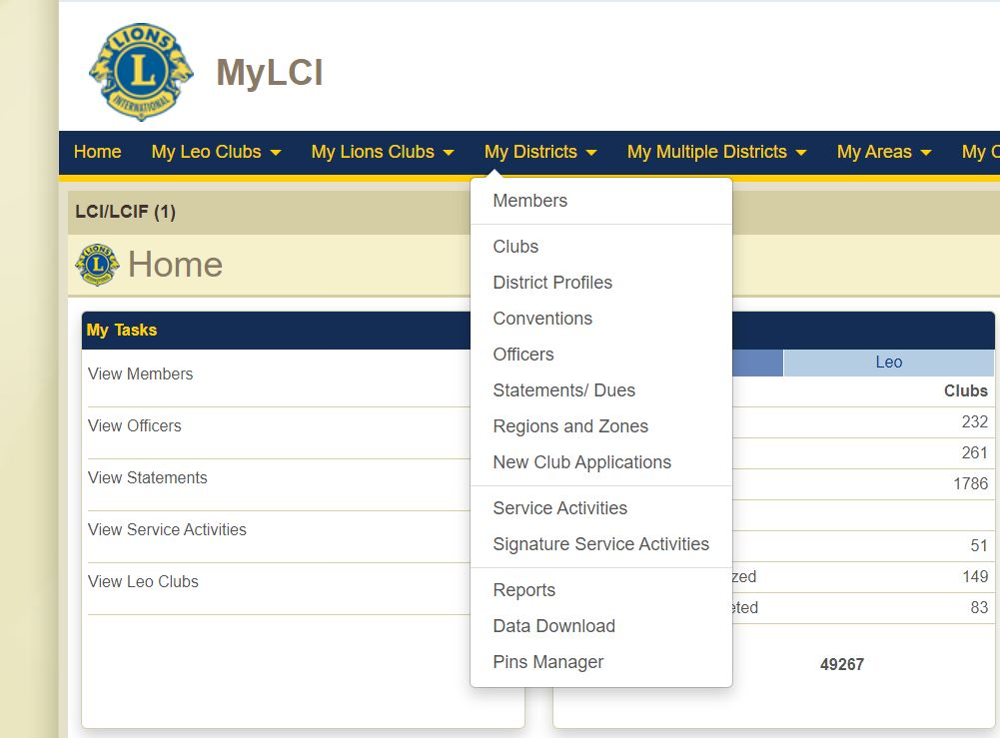 LIONS
L
INTERNATIONAL
MyLCI
Home My Leo Clubs My Lions Clubs My Districts My Multiple Districts My Areas My
LCI/LCIF (1)
Home
My Tasks
View Members
View Officers
View Statements
View Service Activities
View Leo Clubs
Members
Clubs
District Profiles
Conventions
Officers
Statements/ Dues
Regions and Zones
New Club Applications
Service Activities
Signature Service Activities
Reports
Data Download
Pins Manager
Leo
Clubs
232
261
1786
51
149
83
49267